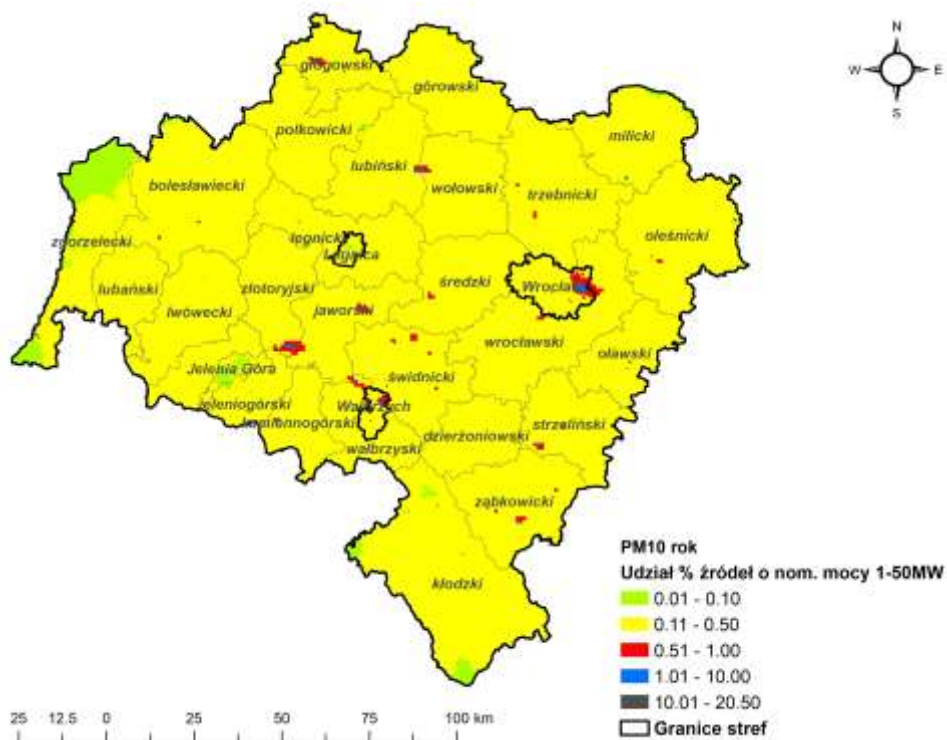 N
W E
S
głogowski
górowski
polkowicki
milicki
lubiński
bolesławiecki
wołowski
trzebnicki
oleśnicki
zgorzelecki
legnicki
Legnica
średzki
Wrocław
lubański
złotoryjski
lwówecki
jaworski
wrocławski
oławski
Jelenia Góra
świdnicki
jeleniogórski
Wałbrzych
kamiennogórski
strzeliński
dzierżoniowski
wałbrzyski
ząbkowicki
kłodzki
PM10 rok
Udział % źródeł o nom. mocy 1-50MW
0.01 - 0.10
0.11 - 0.50
0.51 - 1.00
1.01 - 10.00
10.01 - 20.50
Granice stref
25 12.5 0 25 50 75 100 km